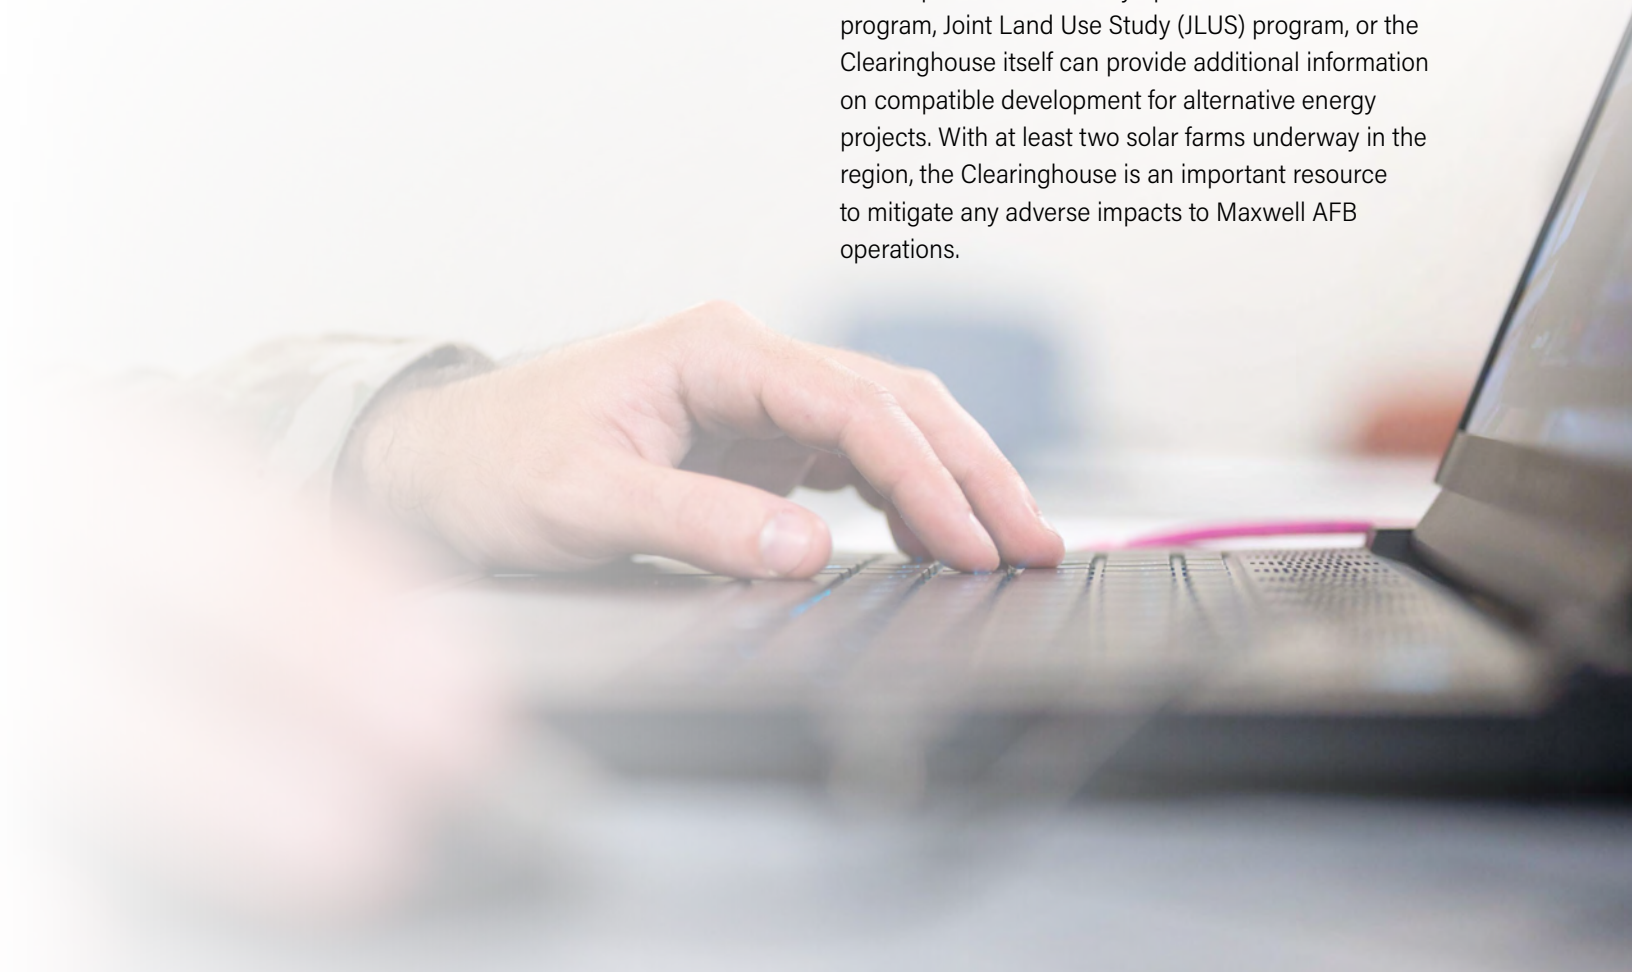 program, Joint Land Use Study (JLUS) program, or the
Clearinghouse itself can provide additional information
on compatible development for alternative energy
projects. With at least two solar farms underway in the
region, the Clearinghouse is an important resource
to mitigate any adverse impacts to Maxwell AFB
operations.